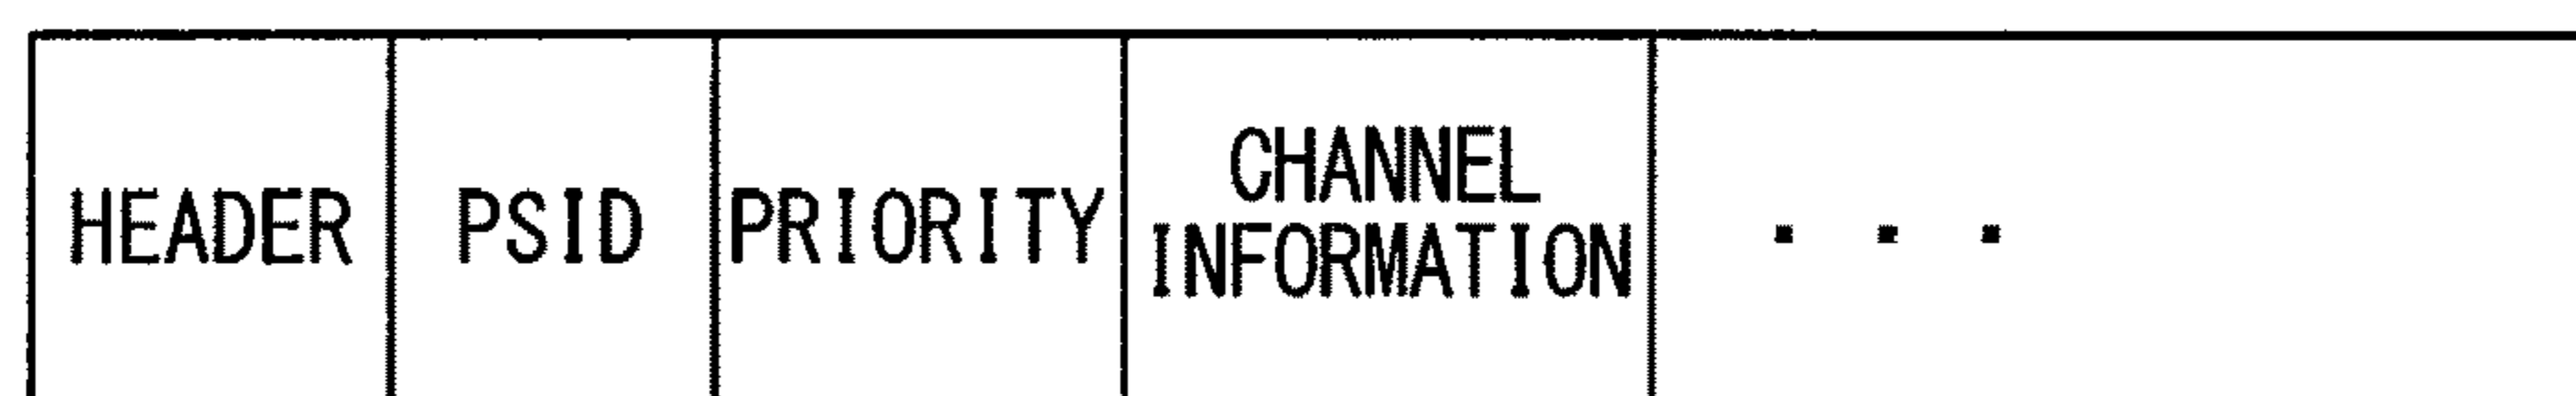 HEADER PSID PRIORITY CHANNEL
INFORMATION . . .